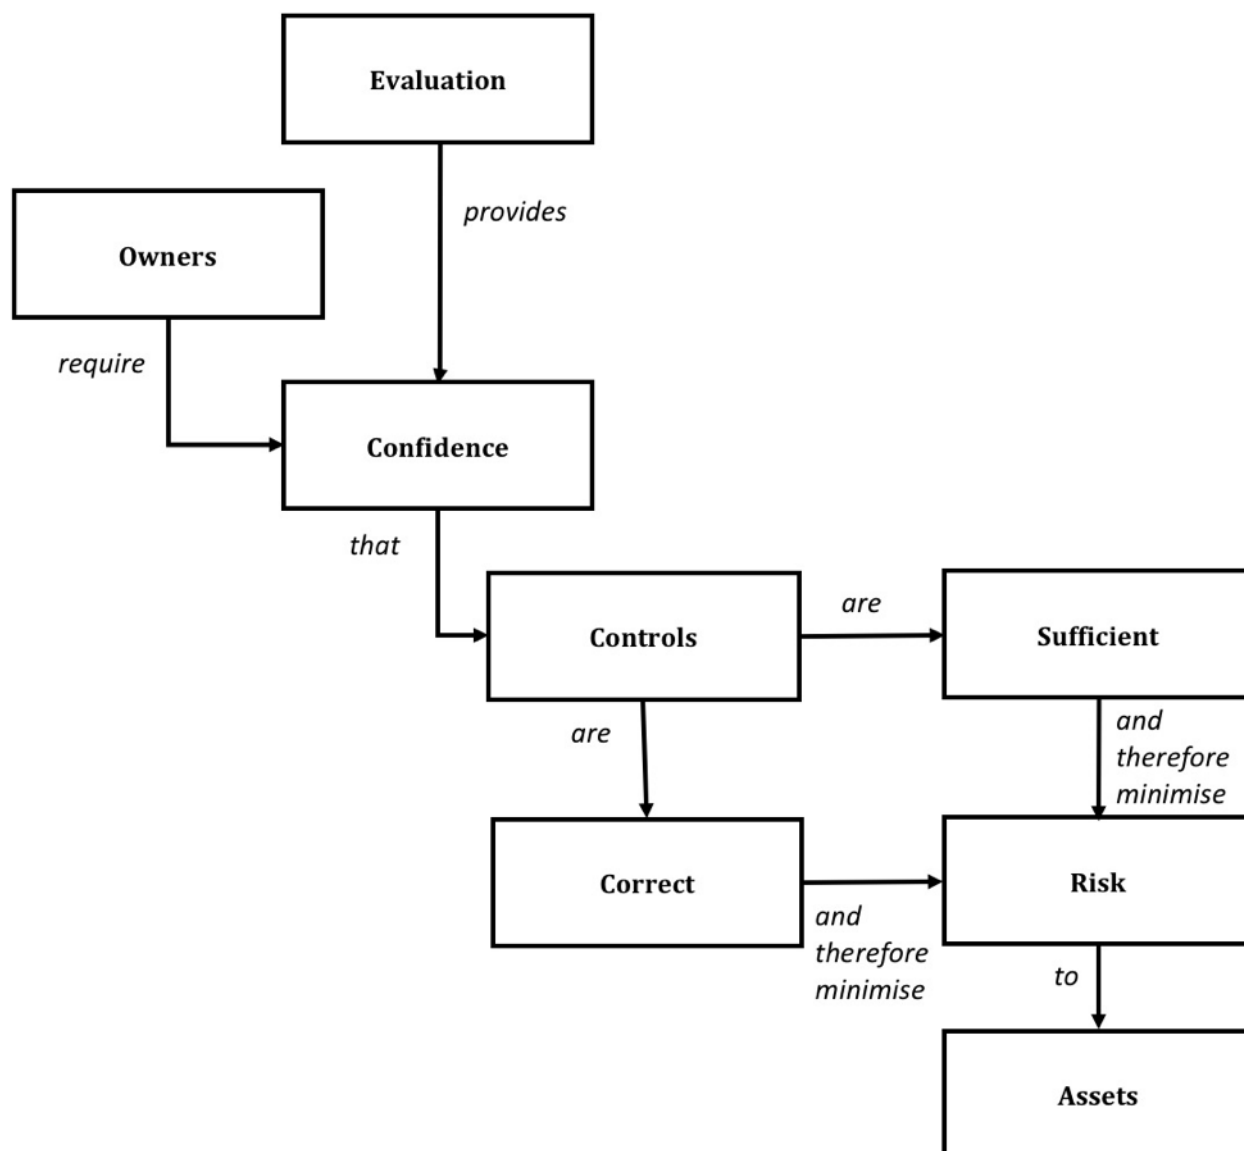 Evaluation
provides
Owners
require
Confidence
that
Controls
are
Sufficient
are
and
therefore
minimise
Correct
and
therefore
minimise
Risk
to
Assets